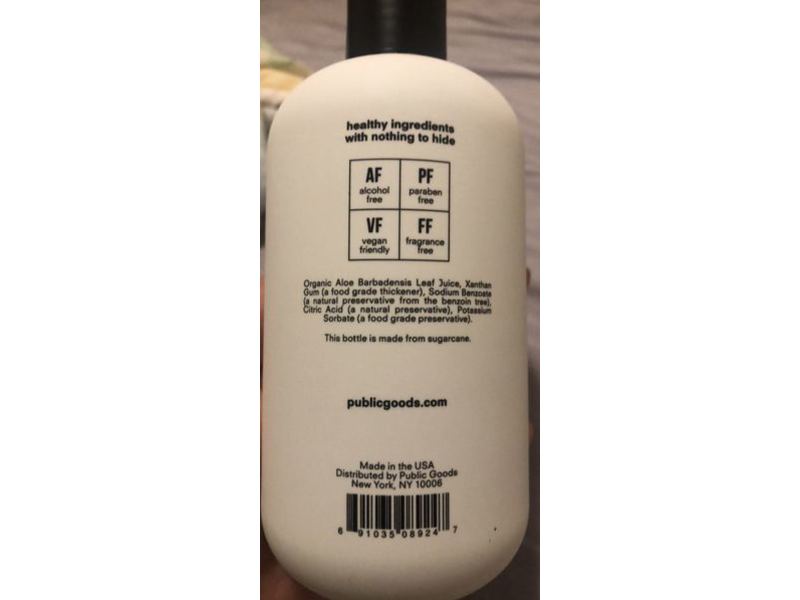 healthy ingredients
with nothing to hide
AF
alcohol
free
PF
paraben
free
VF
vegan
friendly
FF
fragrance
free
Organic Aloe Barbadensis Leaf Juice, Xanthan
Gum (a food grade thickener), Sodium Benzoate
(a natural preservative from the benzoin tree),
Citric Acid (a natural preservative), Potassium
Sorbate (a food grade preservative).
This bottle is made from sugarcane.
publicgoods.com
Made in the USA
Distributed by Public Goods
New York, NY 10006
6 91035 08924 7